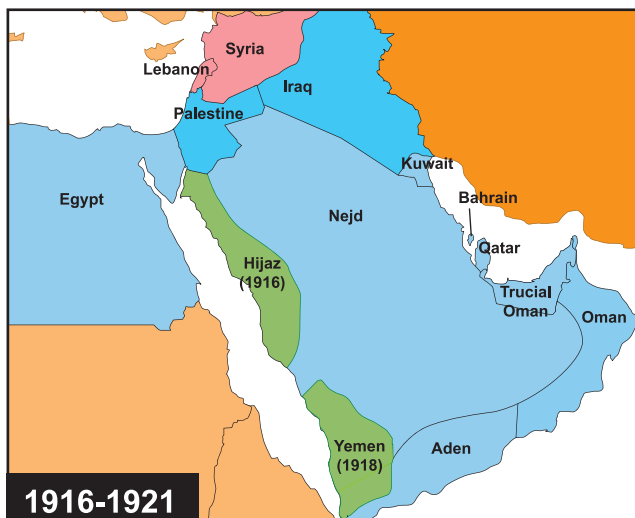 Syria
Lebanon
Iraq
Palestine
Kuwait
Egypt
Bahrain
Nejd
Qatar
Hijaz
(1916)
Trucial
Oman
Oman
Yemen
(1918)
Aden
1916-1921